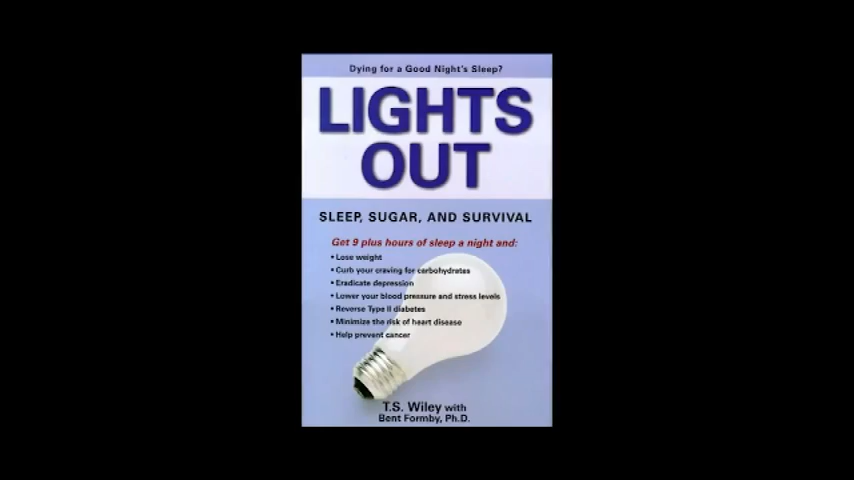 Dying for a Good Night's Sleep?
LIGHTS
OUT
SLEEP, SUGAR, AND SURVIVAL
Get 9 plus hours of sleep a night and:
• Lose weight
• Curb your craving for carbohydrates
• Eradicate depression
• Lower your blood pressure and stress levels
• Reverse Type II diabetes
• Minimize the risk of heart disease
• Help prevent cancer
T.S. Wiley with
Bent Formby, Ph.D.